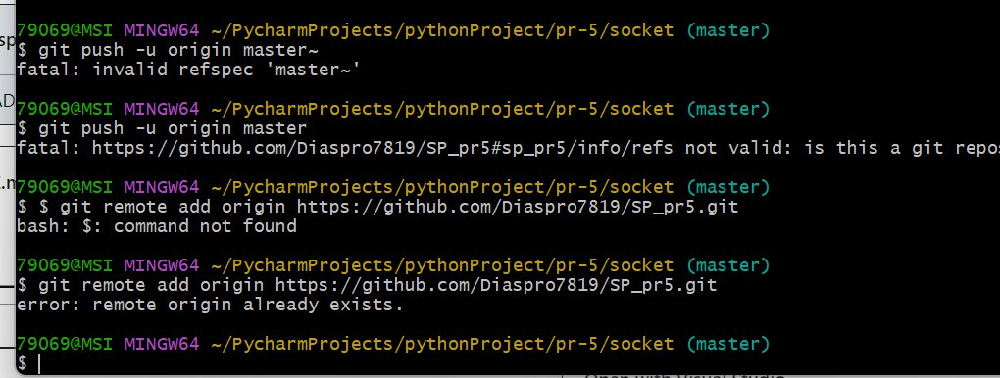 79069@MSI MINGW64 ~/PycharmProjects/pythonProject/pr-5/socket (master)
$ git push -u origin master~
fatal: invalid refspec 'master~'
79069@MSI MINGW64 ~/PycharmProjects/pythonProject/pr-5/socket (master)
$ git push -u origin master
fatal: https://github.com/Diaspro7819/SP_pr5#sp_pr5/info/refs not valid: is this a git repos
79069@MSI MINGW64 ~/PycharmProjects/pythonProject/pr-5/socket (master)
$ $ git remote add origin https://github.com/Diaspro7819/SP_pr5.git
bash: $: command not found
79069@MSI MINGW64 ~/PycharmProjects/pythonProject/pr-5/socket (master)
$ git remote add origin https://github.com/Diaspro7819/SP_pr5.git
error: remote origin already exists.
79069@MSI MINGW64 ~/PycharmProjects/pythonProject/pr-5/socket (master)
$
Open with Visual Studio